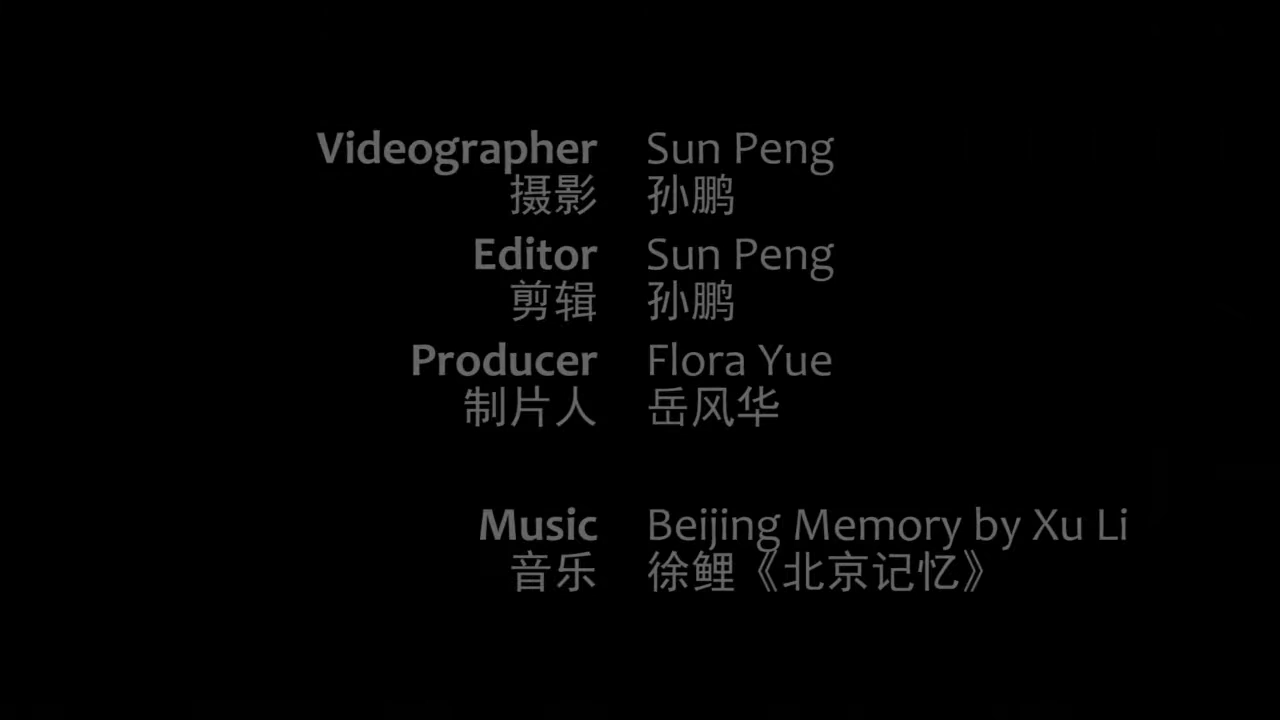 Videographer Sun Peng
摄影 孙鹏
Editor Sun Peng
剪辑 孙鹏
Producer Flora Yue
制片人 岳风华
Music Beijing Memory by Xu Li
音乐 徐鲤《北京记忆》